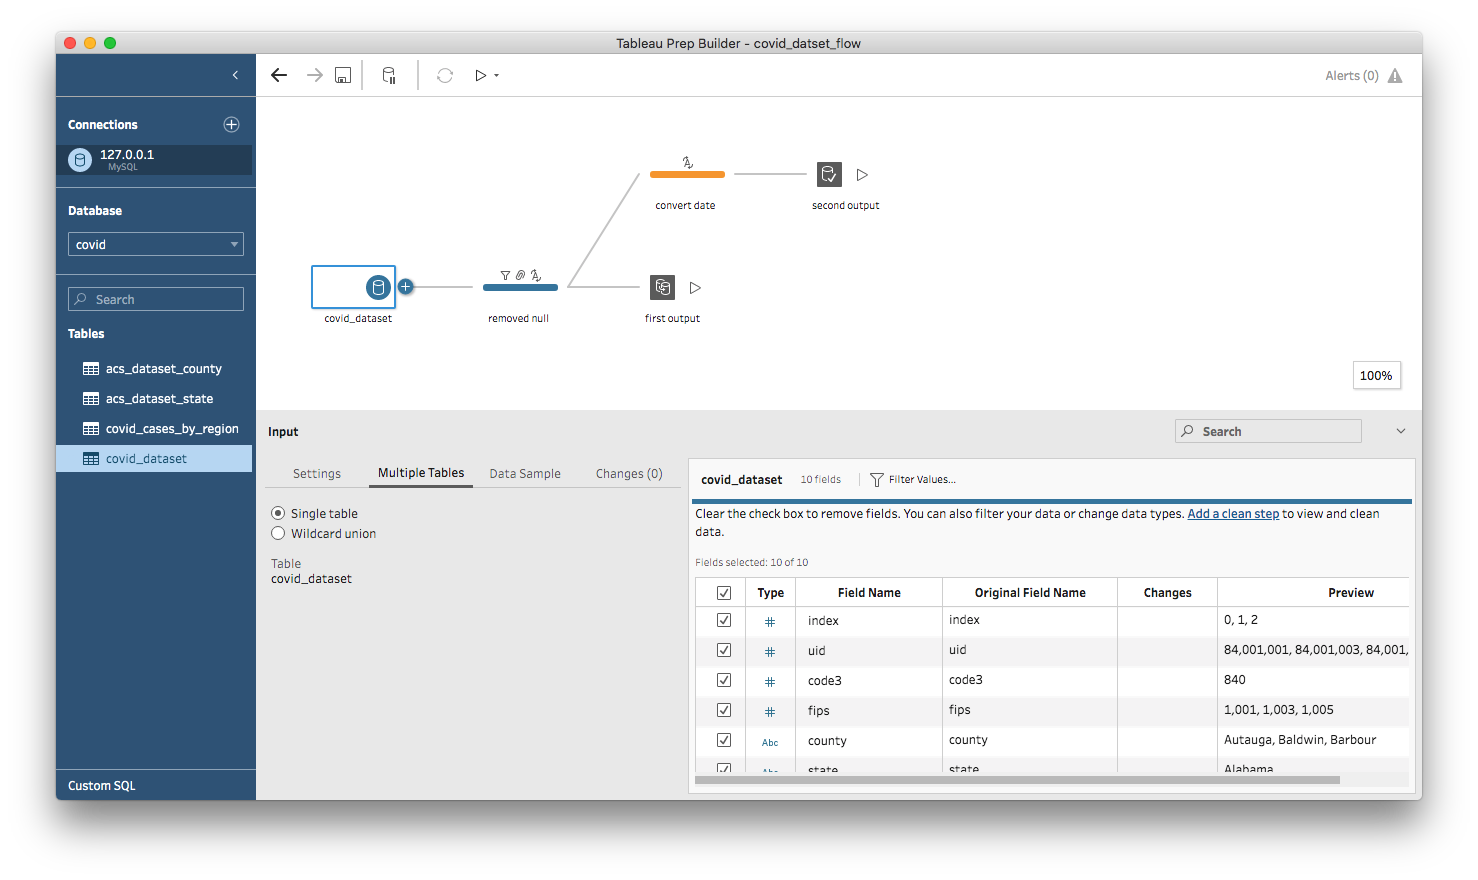 Tableau Prep Builder - covid_datset_flow
Alerts (0)
Connections
127.0.0.1
MySQL
Database
covid
Search
Tables
acs_dataset_county
acs_dataset_state
covid_cases_by_region
covid_dataset
Custom SQL
convert date
second output
covid_dataset
removed null
first output
100%
Input
Search
Settings
Multiple Tables
Data Sample
Changes (0)
Single table
Wildcard union
Table
covid_dataset
covid_dataset 10 fields Filter Values...
Clear the check box to remove fields. You can also filter your data or change data types. Add a clean step to view and clean
data.
Fields selected: 10 of 10
Type Field Name Original Field Name Changes Preview
# index index 0, 1, 2
# uid uid 84,001,001, 84,001,003, 84,001,
# code3 code3 840
# fips fips 1,001, 1,003, 1,005
Abc county county Autauga, Baldwin, Barbour
Abc state state Alabama